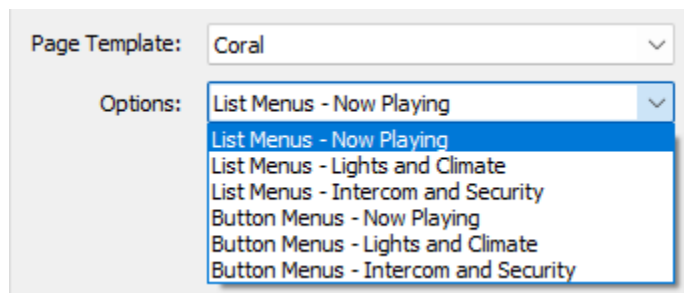 Page Template: Coral
Options: List Menus - Now Playing
List Menus - Now Playing
List Menus - Lights and Climate
List Menus - Intercom and Security
Button Menus - Now Playing
Button Menus - Lights and Climate
Button Menus - Intercom and Security